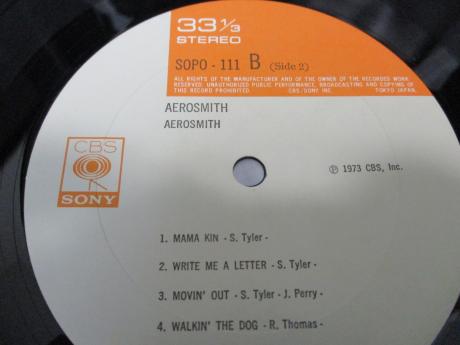 33 1/3
STEREO
SOPO - 111 B (Side 2)
ALL RIGHTS OF THE MANUFACTURER AND OF THE OWNER OF THE RECORDED WORK
RESERVED. UNAUTHORIZED PUBLIC PERFORMANCE, BROADCASTING AND COPYING OF
THIS RECORD PROHIBITED. CBS/SONY INC. TOKYO JAPAN.
AEROSMITH
AEROSMITH
CBS
SONY
Ⓟ 1973 CBS, Inc.
1. MAMA KIN - S. Tyler -
2. WRITE ME A LETTER - S. Tyler -
3. MOVIN' OUT - S. Tyler - J. Perry -
4. WALKIN' THE DOG - R. Thomas -